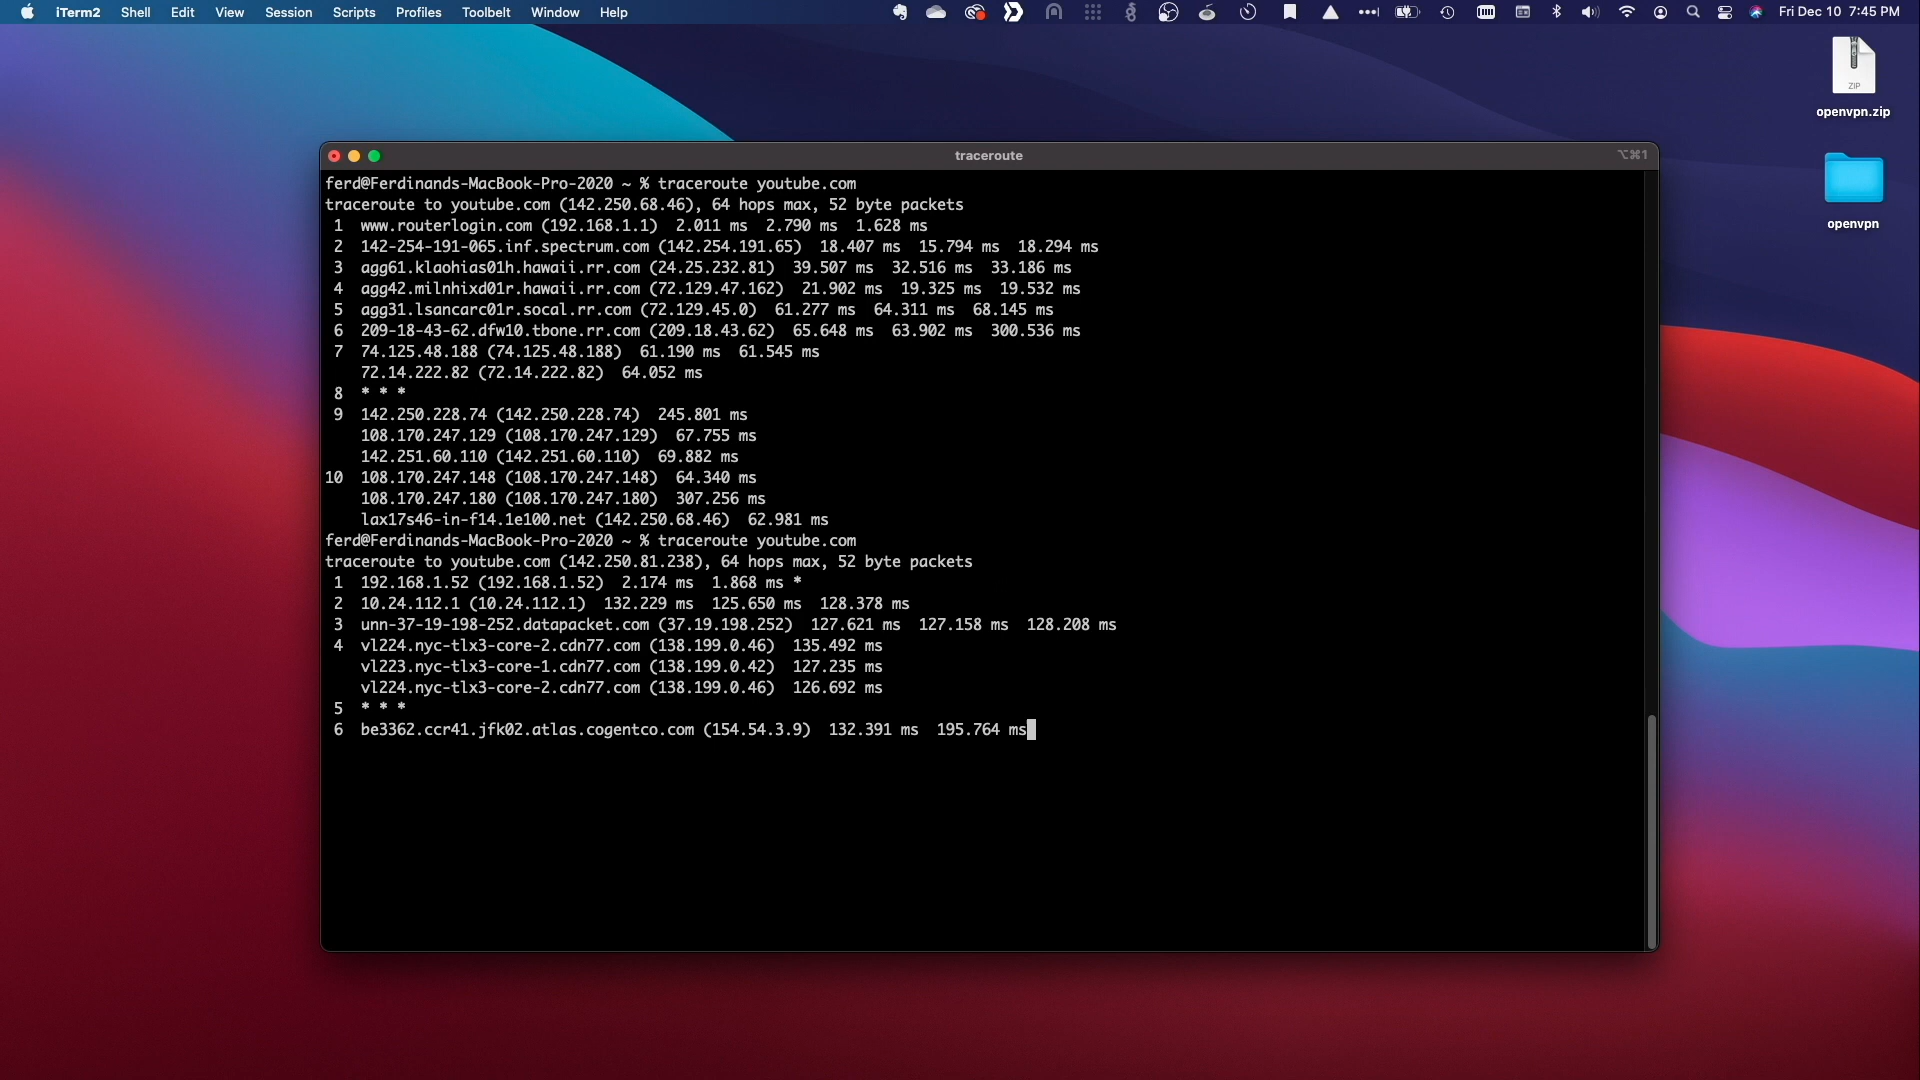 iTerm2 Shell Edit View Session Scripts Profiles Toolbelt Window Help Fri Dec 10 7:45 PM
ZIP
openvpn.zip
openvpn
traceroute ⌥⌘1
ferd@Ferdinands-MacBook-Pro-2020 ~ % traceroute youtube.com
traceroute to youtube.com (142.250.68.46), 64 hops max, 52 byte packets
1 www.routerlogin.com (192.168.1.1) 2.011 ms 2.790 ms 1.628 ms
2 142-254-191-065.inf.spectrum.com (142.254.191.65) 18.407 ms 15.794 ms 18.294 ms
3 agg61.klaohias01h.hawaii.rr.com (24.25.232.81) 39.507 ms 32.516 ms 33.186 ms
4 agg42.milnhixd01r.hawaii.rr.com (72.129.47.162) 21.902 ms 19.325 ms 19.532 ms
5 agg31.lsancarc01r.socal.rr.com (72.129.45.0) 61.277 ms 64.311 ms 68.145 ms
6 209-18-43-62.dfw10.tbone.rr.com (209.18.43.62) 65.648 ms 63.902 ms 300.536 ms
7 74.125.48.188 (74.125.48.188) 61.190 ms 61.545 ms
72.14.222.82 (72.14.222.82) 64.052 ms
8 * * *
9 142.250.228.74 (142.250.228.74) 245.801 ms
108.170.247.129 (108.170.247.129) 67.755 ms
142.251.60.110 (142.251.60.110) 69.882 ms
10 108.170.247.148 (108.170.247.148) 64.340 ms
108.170.247.180 (108.170.247.180) 307.256 ms
lax17s46-in-f14.1e100.net (142.250.68.46) 62.981 ms
ferd@Ferdinands-MacBook-Pro-2020 ~ % traceroute youtube.com
traceroute to youtube.com (142.250.81.238), 64 hops max, 52 byte packets
1 192.168.1.52 (192.168.1.52) 2.174 ms 1.868 ms *
2 10.24.112.1 (10.24.112.1) 132.229 ms 125.650 ms 128.378 ms
3 unn-37-19-198-252.datapacket.com (37.19.198.252) 127.621 ms 127.158 ms 128.208 ms
4 vl224.nyc-tlx3-core-2.cdn77.com (138.199.0.46) 135.492 ms
vl223.nyc-tlx3-core-1.cdn77.com (138.199.0.42) 127.235 ms
vl224.nyc-tlx3-core-2.cdn77.com (138.199.0.46) 126.692 ms
5 * * *
6 be3362.ccr41.jfk02.atlas.cogentco.com (154.54.3.9) 132.391 ms 195.764 ms